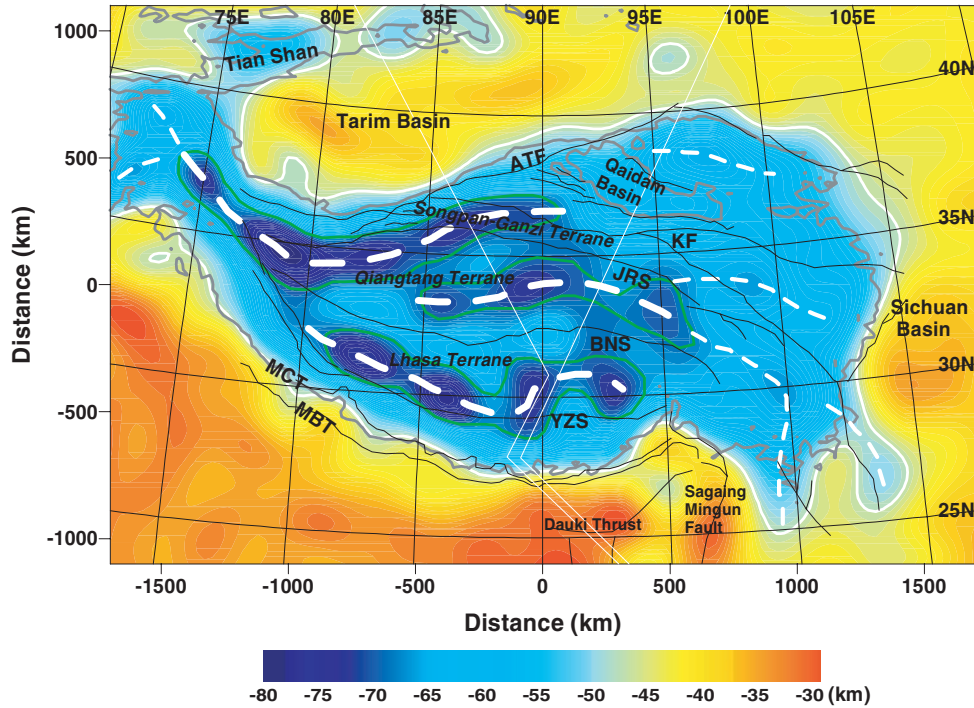 75E 80E 85E 90E 95E 100E 105E
1000
500
0
-500
-1000
Distance (km)
40N
35N
30N
25N
Tian Shan
Tarim Basin
ATF
Qaidam
Basin
Songpan-Ganzi Terrane
KF
Qiangtang Terrane
JRS
Sichuan
Basin
BNS
Lhasa Terrane
MCT
MBT
YZS
Dauki Thrust
Sagaing
Mingun
Fault
-1500 -1000 -500 0 500 1000 1500
Distance (km)
-80 -75 -70 -65 -60 -55 -50 -45 -40 -35 -30 (km)